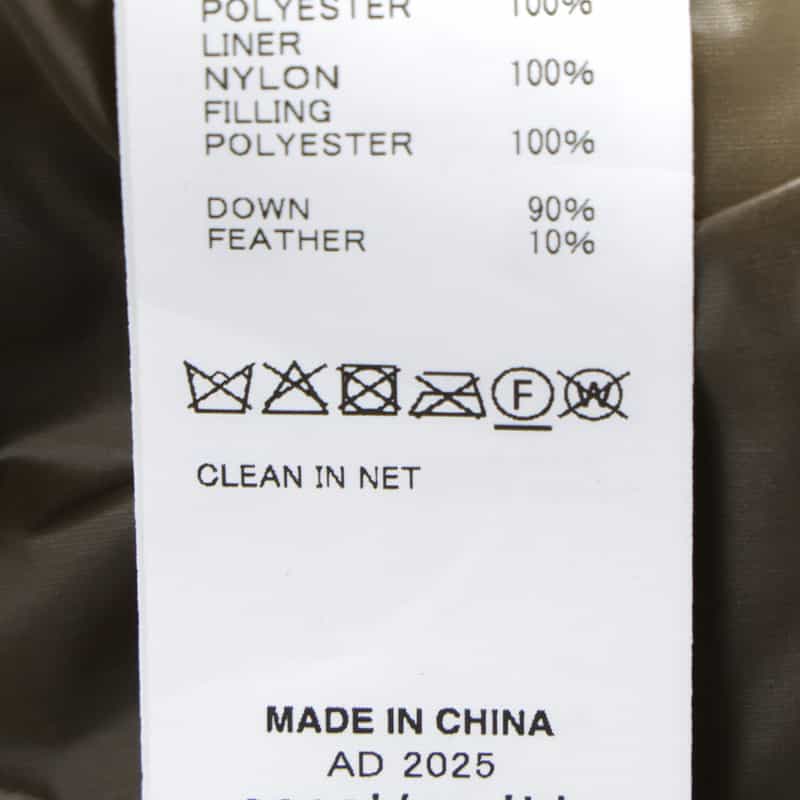 POLYESTER 100%
LINER
NYLON 100%
FILLING
POLYESTER 100%
DOWN 90%
FEATHER 10%
F W
CLEAN IN NET
MADE IN CHINA
AD 2025